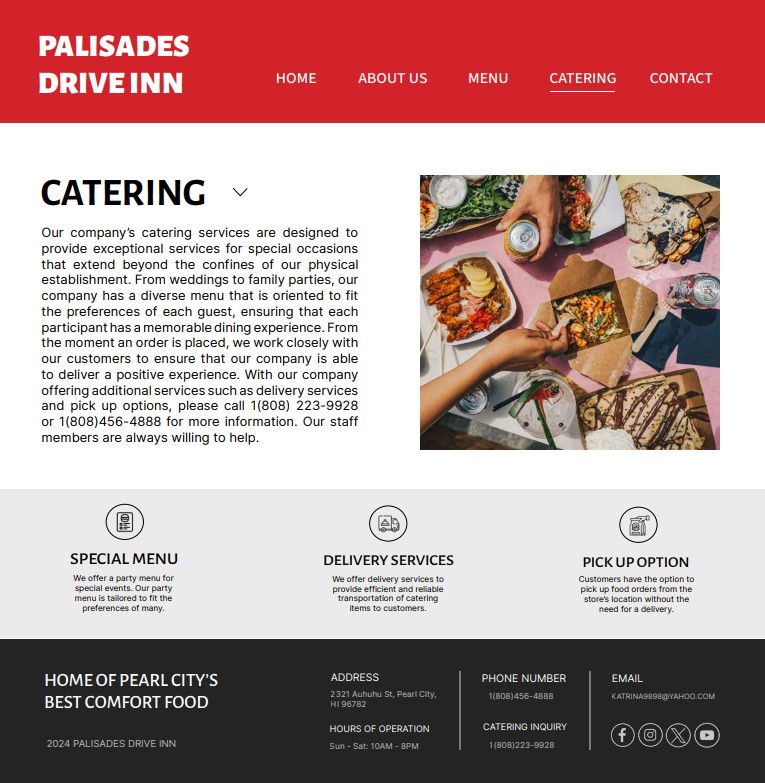 PALISADES
DRIVE INN
HOME ABOUT US MENU CATERING CONTACT
CATERING
Our company's catering services are designed to
provide exceptional services for special occasions
that extend beyond the confines of our physical
establishment. From weddings to family parties, our
company has a diverse menu that is oriented to fit
the preferences of each guest, ensuring that each
participant has a memorable dining experience. From
the moment an order is placed, we work closely with
our customers to ensure that our company is able
to deliver a positive experience. With our company
offering additional services such as delivery services
and pick up options, please call 1(808) 223-9928
or 1(808)456-4888 for more information. Our staff
members are always willing to help.
SPECIAL MENU
We offer a party menu for
special events. Our party
menu is tailored to fit the
preferences of many.
DELIVERY SERVICES
We offer delivery services to
provide efficient and reliable
transportation of catering
items to customers.
PICK UP OPTION
Customers have the option to
pick up food orders from the
store's location without the
need for a delivery.
HOME OF PEARL CITY'S
BEST COMFORT FOOD
2024 PALISADES DRIVE INN
ADDRESS
2321 Auhuhu St, Pearl City,
HI 96782
HOURS OF OPERATION
Sun - Sat: 10AM - 8PM
PHONE NUMBER
1(808)456-4888
CATERING INQUIRY
1(808)223-9928
EMAIL
KATRINA9898@YAHOO.COM